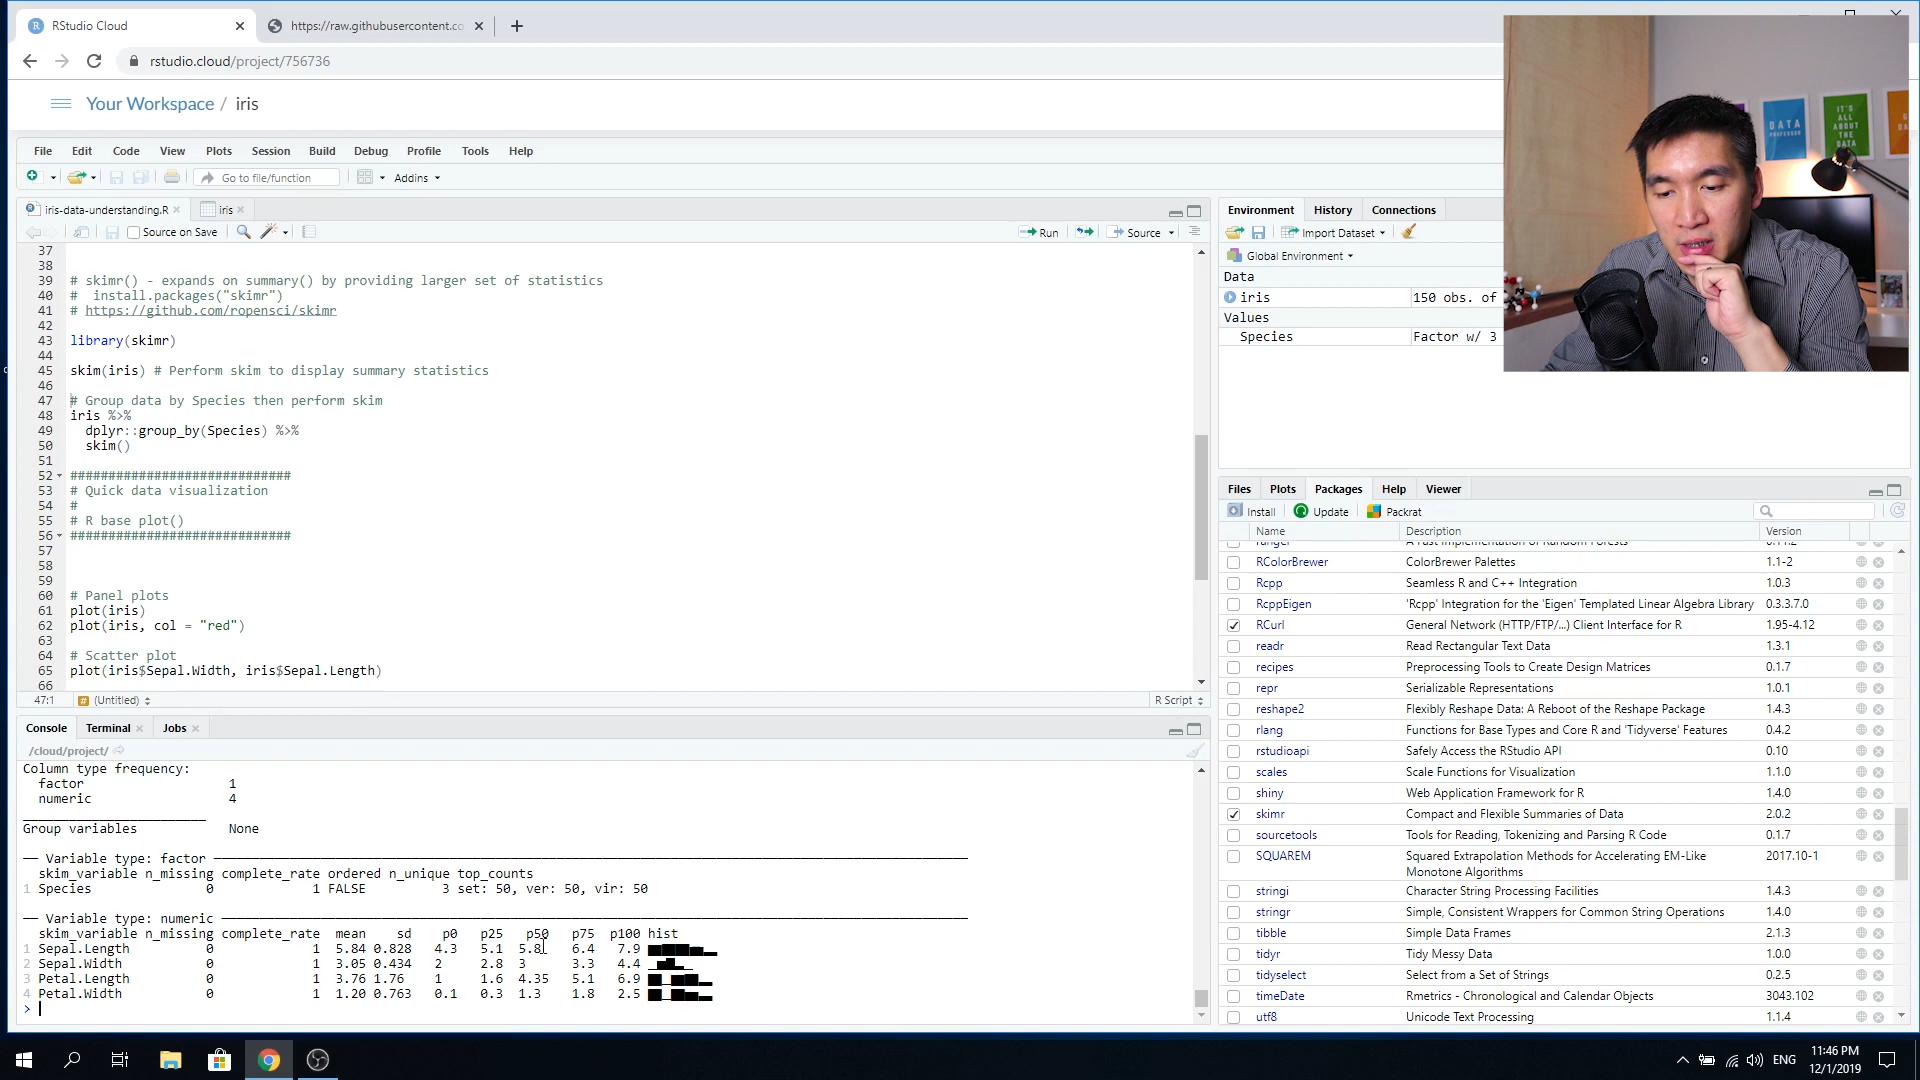 RStudio Cloud
https://raw.githubusercontent.co
rstudio.cloud/project/756736
Your Workspace / iris
File Edit Code View Plots Session Build Debug Profile Tools Help
Go to file/function
Addins
iris-data-understanding.R
iris
Source on Save
Run
Source
37
38
39 # skimr() - expands on summary() by providing larger set of statistics
40 #  install.packages("skimr")
41 # https://github.com/ropensci/skimr
42
43 library(skimr)
44
45 skim(iris) # Perform skim to display summary statistics
46
47 # Group data by Species then perform skim
48 iris %>%
49   dplyr::group_by(Species) %>%
50   skim()
51
52 #############################
53 # Quick data visualization
54 #
55 # R base plot()
56 #############################
57
58
59
60 # Panel plots
61 plot(iris)
62 plot(iris, col = "red")
63
64 # Scatter plot
65 plot(iris$Sepal.Width, iris$Sepal.Length)
66
47:1 (Untitled) R Script
Console Terminal Jobs
/cloud/project/
Column type frequency:
factor 1
numeric 4
Group variables None
── Variable type: factor
skim_variable n_missing complete_rate ordered n_unique top_counts
1 Species 0 1 FALSE 3 set: 50, ver: 50, vir: 50
── Variable type: numeric
skim_variable n_missing complete_rate mean sd p0 p25 p50 p75 p100 hist
1 Sepal.Length 0 1 5.84 0.828 4.3 5.1 5.8 6.4 7.9
2 Sepal.Width 0 1 3.05 0.434 2 2.8 3 3.3 4.4
3 Petal.Length 0 1 3.76 1.76 1 1.6 4.35 5.1 6.9
4 Petal.Width 0 1 1.20 0.763 0.1 0.3 1.3 1.8 2.5
>
Environment History Connections
Import Dataset
Global Environment
Data
iris 150 obs. of
Values
Species Factor w/ 3
DATA
PROFESSOR
IT'S
ALL
ABOUT
THE
DATA
Files Plots Packages Help Viewer
Install Update Packrat
Name Description Version
ranger A Fast Implementation of Random Forests 0.11.2
RColorBrewer ColorBrewer Palettes 1.1-2
Rcpp Seamless R and C++ Integration 1.0.3
RcppEigen 'Rcpp' Integration for the 'Eigen' Templated Linear Algebra Library 0.3.3.7.0
RCurl General Network (HTTP/FTP/...) Client Interface for R 1.95-4.12
readr Read Rectangular Text Data 1.3.1
recipes Preprocessing Tools to Create Design Matrices 0.1.7
repr Serializable Representations 1.0.1
reshape2 Flexibly Reshape Data: A Reboot of the Reshape Package 1.4.3
rlang Functions for Base Types and Core R and 'Tidyverse' Features 0.4.2
rstudioapi Safely Access the RStudio API 0.10
scales Scale Functions for Visualization 1.1.0
shiny Web Application Framework for R 1.4.0
skimr Compact and Flexible Summaries of Data 2.0.2
sourcetools Tools for Reading, Tokenizing and Parsing R Code 0.1.7
SQUAREM Squared Extrapolation Methods for Accelerating EM-Like 2017.10-1
Monotone Algorithms
stringi Character String Processing Facilities 1.4.3
stringr Simple, Consistent Wrappers for Common String Operations 1.4.0
tibble Simple Data Frames 2.1.3
tidyr Tidy Messy Data 1.0.0
tidyselect Select from a Set of Strings 0.2.5
timeDate Rmetrics - Chronological and Calendar Objects 3043.102
utf8 Unicode Text Processing 1.1.4
ENG
11:46 PM
12/1/2019